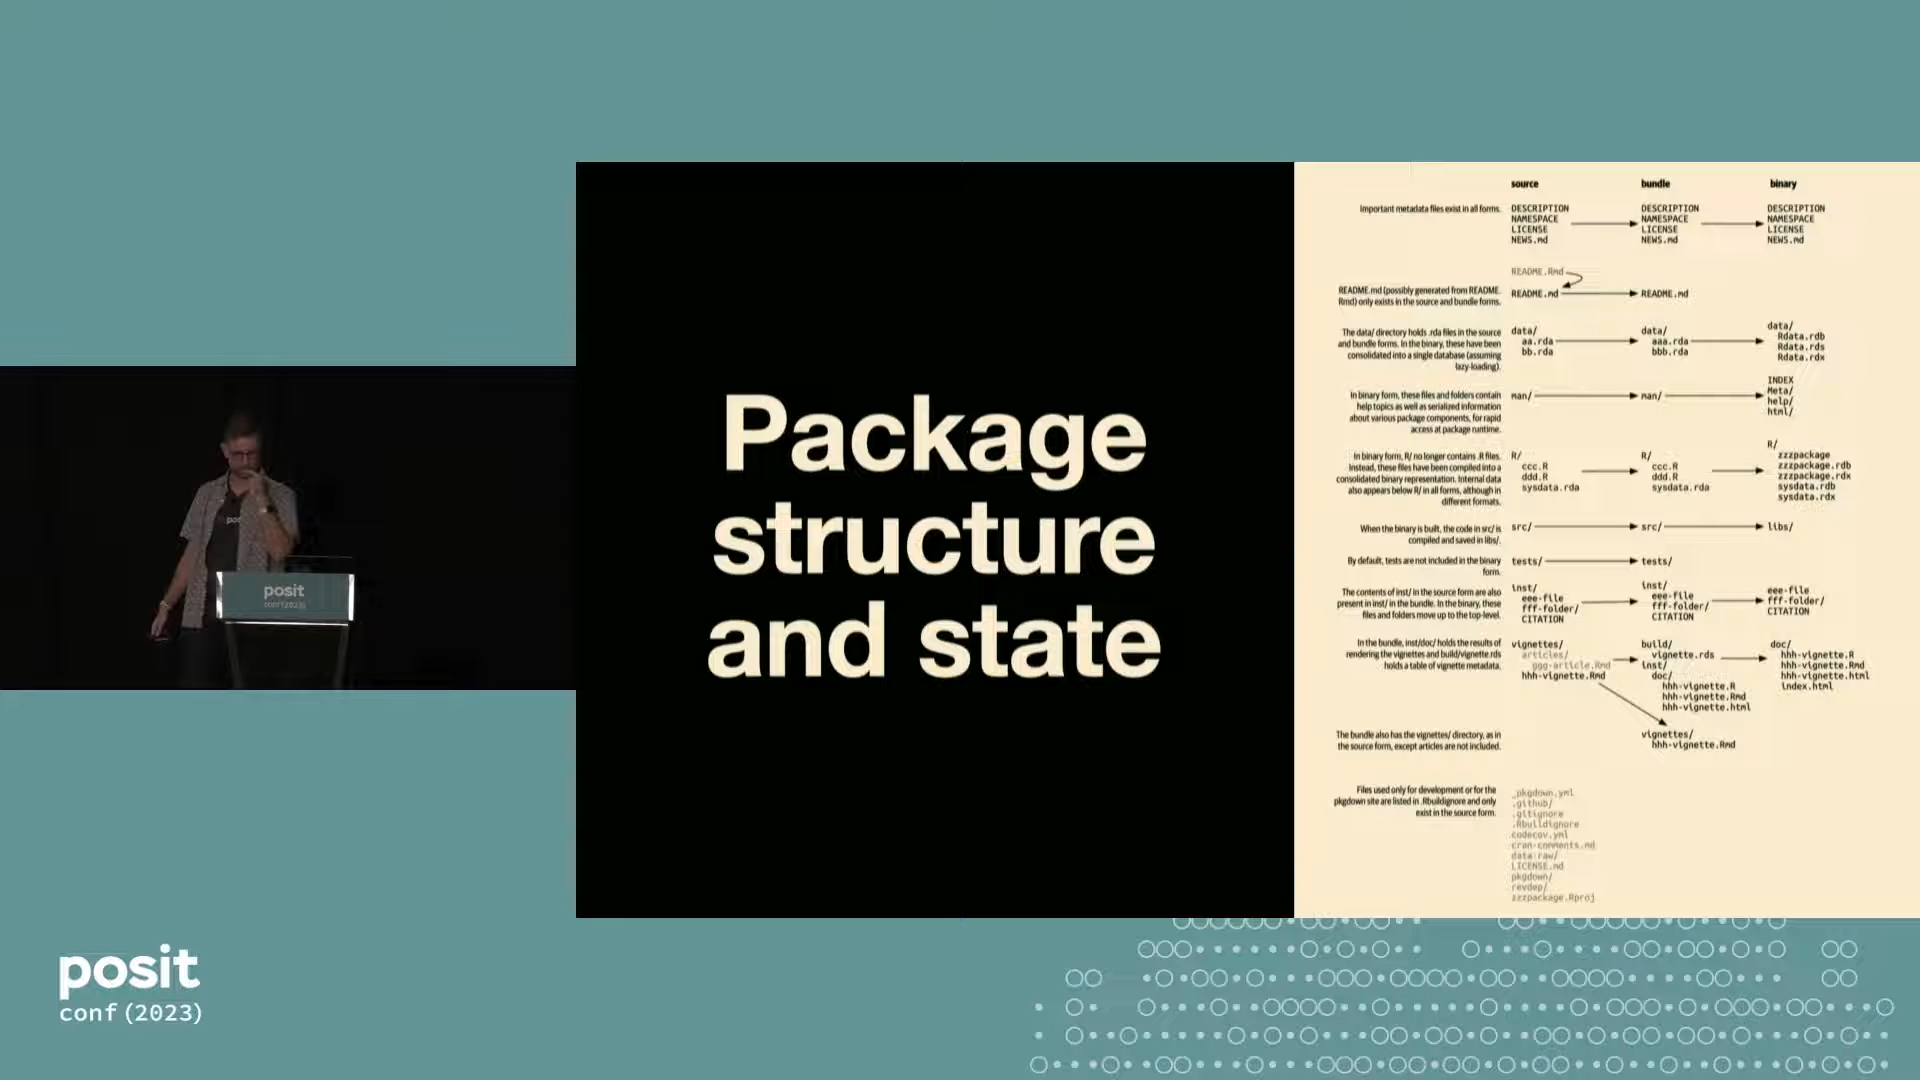 Package
structure
and state
source bundle binary
Important metadata files exist in all forms.
DESCRIPTION DESCRIPTION DESCRIPTION
NAMESPACE NAMESPACE NAMESPACE
LICENSE LICENSE LICENSE
NEWS.md NEWS.md NEWS.md
README.Rmd
README.md (possibly generated from README.
Rmd) only exists in the source and bundle forms.
README.md README.md
The data/ directory holds .rda files in the source
and bundle forms. In the binary, these have been
consolidated into a single database (assuming
lazy-loading).
data/ data/ data/
aa.rda aaa.rda Rdata.rdb
bb.rda bbb.rda Rdata.rds
Rdata.rdx
In binary form, these files and folders contain
help topics as well as serialized information
about various package components, for rapid
access at package runtime.
man/ man/ INDEX
Meta/
help/
html/
In binary form, R/ no longer contains .R files.
Instead, these files have been compiled into a
consolidated binary representation. Internal data
also appears below R/ in all forms, although in
different formats.
R/ R/ R/
ccc.R ccc.R zzzpackage
ddd.R ddd.R zzzpackage.rdb
sysdata.rda sysdata.rda zzzpackage.rdx
sysdata.rdb
sysdata.rdx
When the binary is built, the code in src/ is
compiled and saved in libs/.
src/ src/ libs/
By default, tests are not included in the binary
form.
tests/ tests/
The contents of inst/ in the source form are also
present in inst/ in the bundle. In the binary, these
files and folders move up to the top-level.
inst/ inst/
eee-file eee-file eee-file
fff-folder/ fff-folder/ fff-folder/
CITATION CITATION CITATION
In the bundle, inst/doc/ holds the results of
rendering the vignettes and build/vignette.rds
holds a table of vignette metadata.
vignettes/ build/ doc/
articles/ vignette.rds hhh-vignette.R
ggg-article.Rmd inst/ hhh-vignette.Rmd
hhh-vignette.Rmd doc/ hhh-vignette.html
hhh-vignette.R index.html
hhh-vignette.Rmd
hhh-vignette.html
The bundle also has the vignettes/ directory, as in
the source form, except articles are not included.
vignettes/
hhh-vignette.Rmd
Files used only for development or for the
pkgdown site are listed in .Rbuildignore and only
exist in the source form.
_pkgdown.yml
.github/
.gitignore
.Rbuildignore
codecov.yml
cran-comments.md
data-raw/
LICENSE.md
pkgdown/
revdep/
zzzpackage.Rproj
posit
conf(2023)
posit
conf(2023)